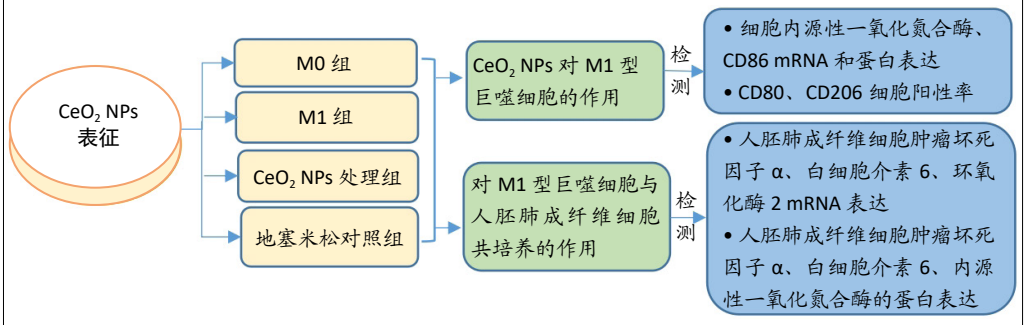 CeO₂ NPs
表征
M0 组
M1 组
CeO₂ NPs 处理组
地塞米松对照组
CeO₂ NPs 对 M1 型
巨噬细胞的作用
对 M1 型巨噬细胞与
人胚肺成纤维细胞
共培养的作用
检
测
检
测
• 细胞内源性一氧化氮合酶、
CD86 mRNA 和蛋白表达
• CD80、CD206 细胞阳性率
• 人胚肺成纤维细胞肿瘤坏死
因子 α、白细胞介素 6、环氧
化酶 2 mRNA 表达
• 人胚肺成纤维细胞肿瘤坏死
因子 α、白细胞介素 6、内源
性一氧化氮合酶的蛋白表达